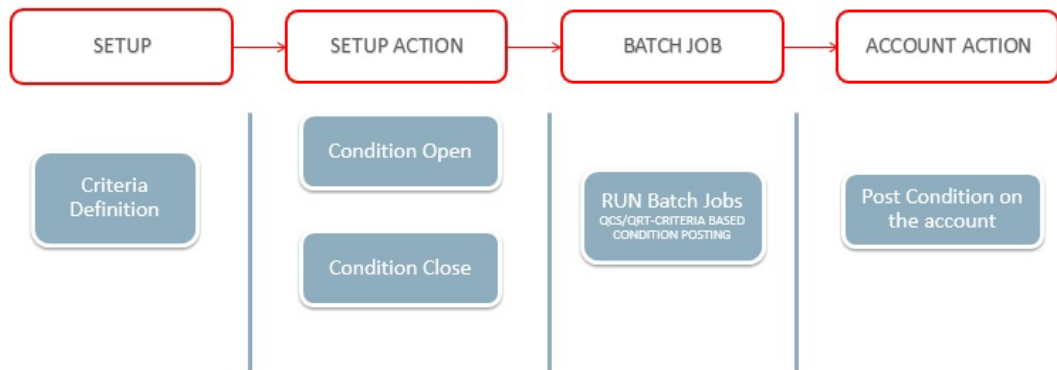 SETUP
SETUP ACTION
BATCH JOB
ACCOUNT ACTION
Criteria
Definition
Condition Open
Condition Close
RUN Batch Jobs
QCS/QRT-CRITERIA BASED
CONDITION POSTING
Post Condition on
the account